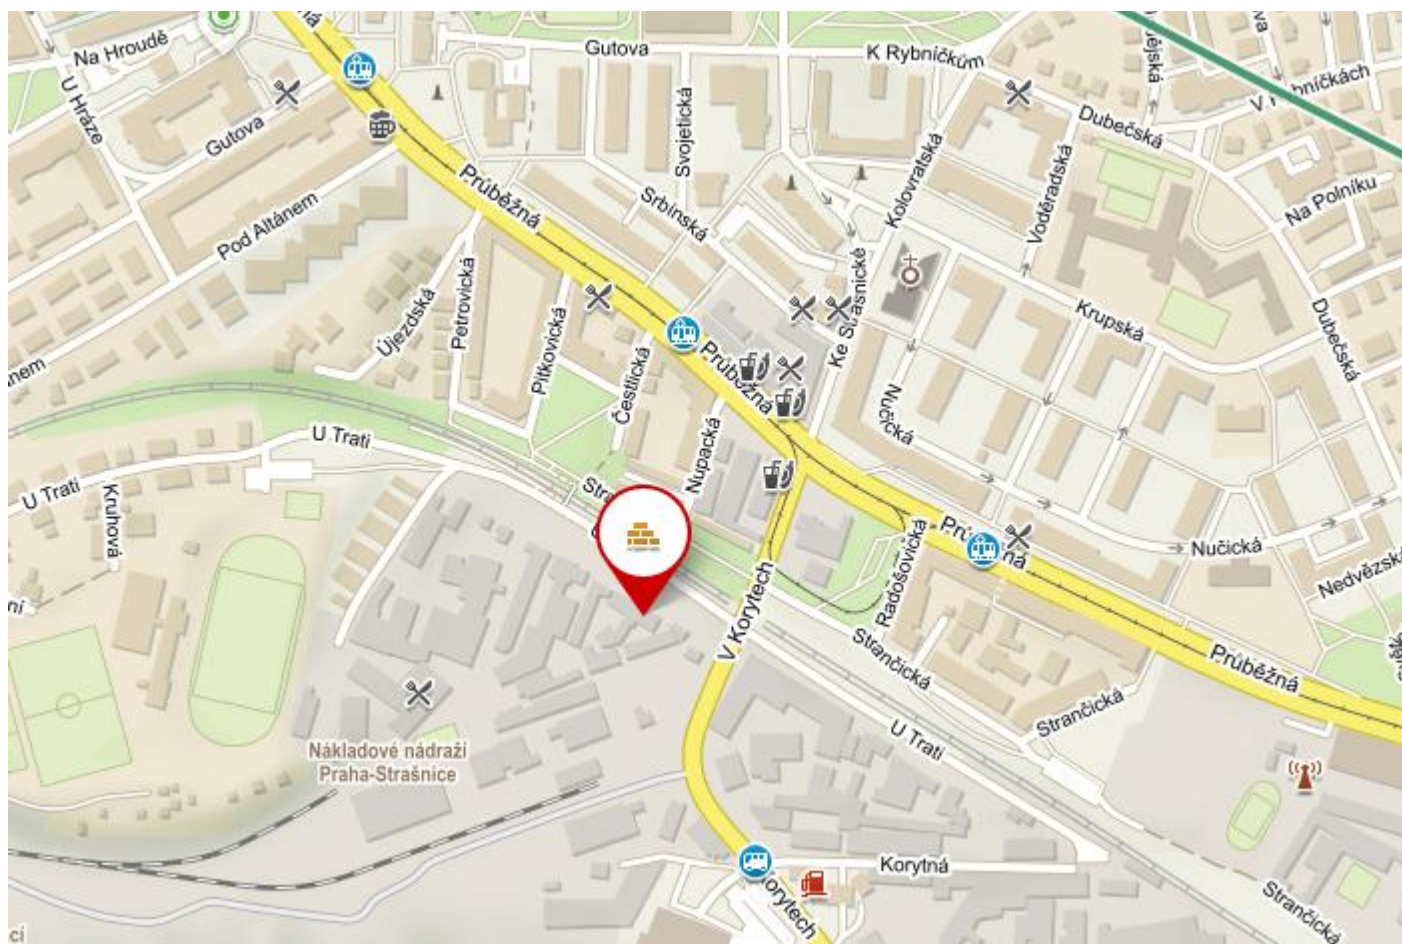 Na Hroudě
U Hráze
Gutova
Gutova
K Rybníčkům
V Rybníčkách
Dubečská
Na Polníku
Dubečská
Svojetická
Kolovratská
Voděradská
Průběžná
Srbínská
Pod Altánem
Petrovická
Újezdská
Pitkovická
Čestlická
Průběžná
Ke Strašnické
Krupská
Nučická
Nupacká
U Trati
U Trati
Kruhová
V Korytech
Radošovická
Nučická
Strančická
Průběžná
Strančická
U Trati
Nákladové nádraží
Praha-Strašnice
Korytná
Strančická